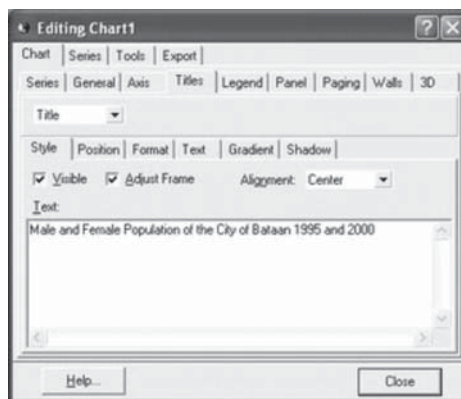 Editing Chart1
Chart Series Tools Export
Series General Axis Titles Legend Panel Paging Walls 3D
Title
Style Position Format Text Gradient Shadow
Visible Adjust Frame Alignment: Center
Text:
Male and Female Population of the City of Bataan 1995 and 2000
Help... Close